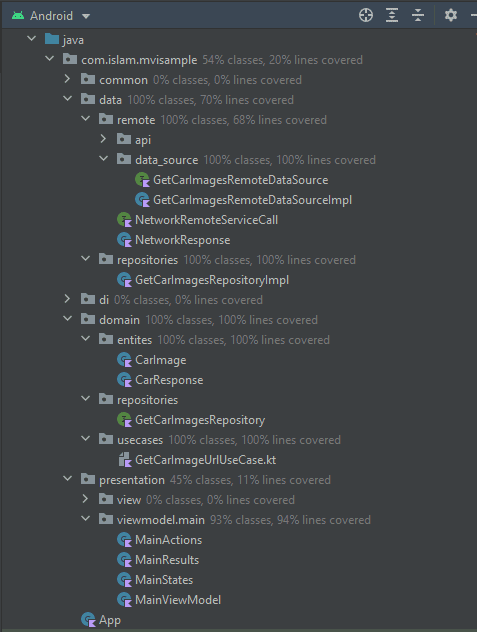 Android
java
com.islam.mvisample 54% classes, 20% lines covered
common 0% classes, 0% lines covered
data 100% classes, 70% lines covered
remote 100% classes, 68% lines covered
api
data_source 100% classes, 100% lines covered
GetCarImagesRemoteDataSource
GetCarImagesRemoteDataSourceImpl
NetworkRemoteServiceCall
NetworkResponse
repositories 100% classes, 100% lines covered
GetCarImagesRepositoryImpl
di 0% classes, 0% lines covered
domain 100% classes, 100% lines covered
entites 100% classes, 100% lines covered
CarImage
CarResponse
repositories
GetCarImagesRepository
usecases 100% classes, 100% lines covered
GetCarImageUrlUseCase.kt
presentation 45% classes, 11% lines covered
view 0% classes, 0% lines covered
viewmodel.main 93% classes, 94% lines covered
MainActions
MainResults
MainStates
MainViewModel
App